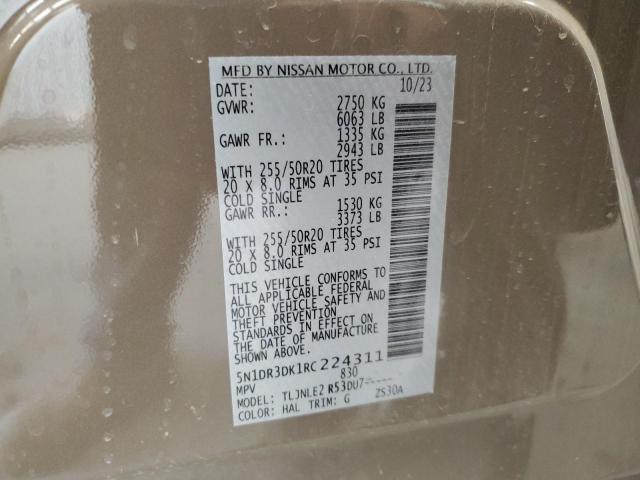 MFD BY NISSAN MOTOR CO., LTD.
DATE: 10/23
GVWR: 2750 KG
6063 LB
GAWR FR.: 1335 KG
2943 LB
WITH 255/50R20 TIRES
20 X 8.0 RIMS AT 35 PSI
COLD SINGLE
GAWR RR.: 1530 KG
3373 LB
WITH 255/50R20 TIRES
20 X 8.0 RIMS AT 35 PSI
COLD SINGLE
THIS VEHICLE CONFORMS TO
ALL APPLICABLE FEDERAL
MOTOR VEHICLE SAFETY AND
THEFT PREVENTION
STANDARDS IN EFFECT ON
THE DATE OF MANUFACTURE
SHOWN ABOVE.
5N1DR3DK1RC224311
MPV 830
MODEL: TLJNLE2 R53DU7-----
COLOR: HAL TRIM: G ZS30A